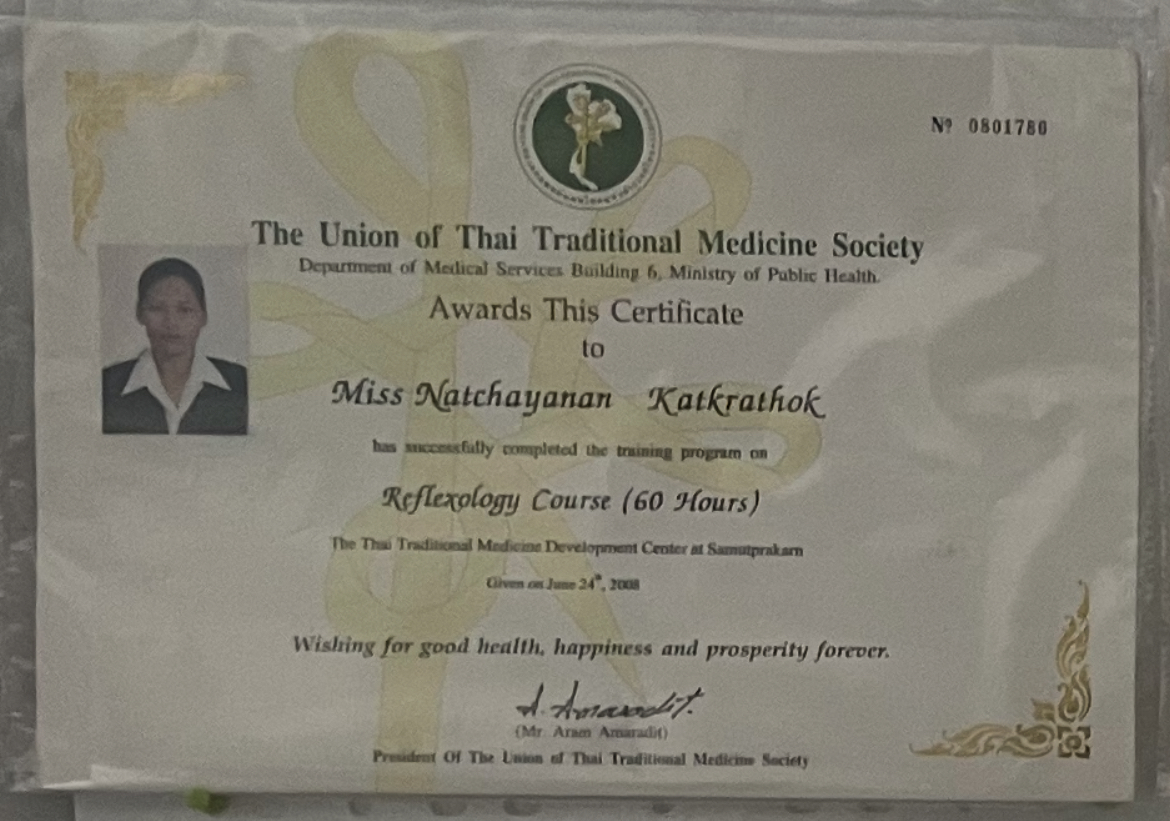 Nº 0801780
The Union of Thai Traditional Medicine Society
Department of Medical Services Building 6, Ministry of Public Health.
Awards This Certificate
to
Miss Natchayanan Katkrathok
has successfully completed the training program on
Reflexology Course (60 Hours)
The Thai Traditional Medicine Development Center at Samutprakarn
Given on June 24th, 2008
Wishing for good health, happiness and prosperity forever.
A. Amaradit.
(Mr. Aram Amaradit)
President Of The Union of Thai Traditional Medicine Society